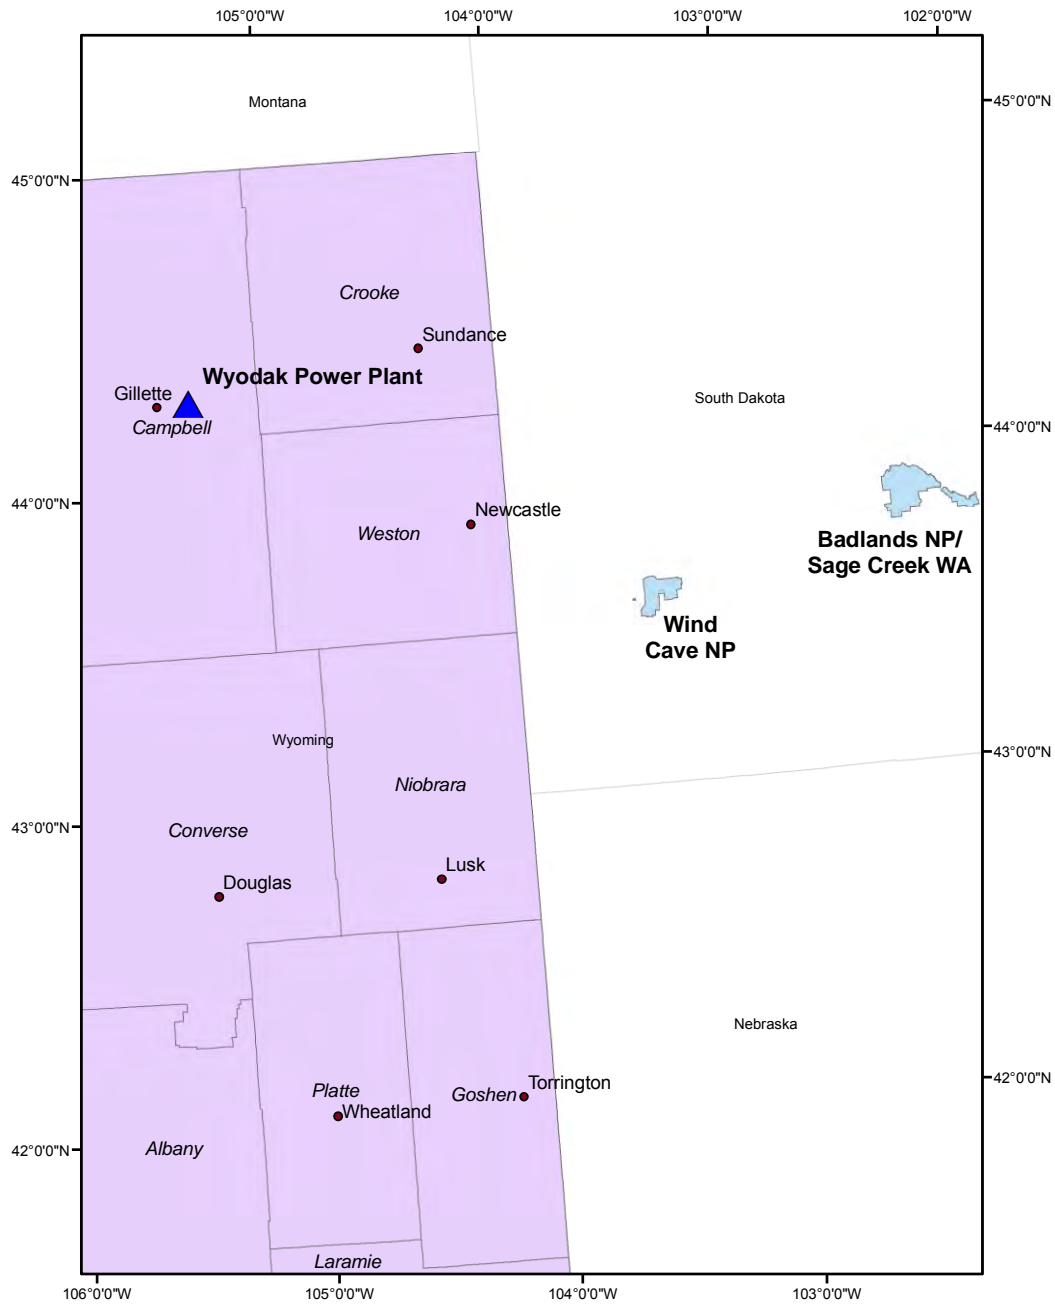 105°0'0"W
104°0'0"W
103°0'0"W
102°0'0"W
Montana
45°0'0"N
45°0'0"N
Crooke
Sundance
Wyodak Power Plant
Gillette
Campbell
South Dakota
44°0'0"N
44°0'0"N
Newcastle
Weston
Badlands NP/
Sage Creek WA
Wind
Cave NP
Wyoming
43°0'0"N
Niobrara
43°0'0"N
Converse
Lusk
Douglas
Nebraska
42°0'0"N
Torrington
Platte
Goshen
Wheatland
42°0'0"N
Albany
Laramie
106°0'0"W
105°0'0"W
104°0'0"W
103°0'0"W